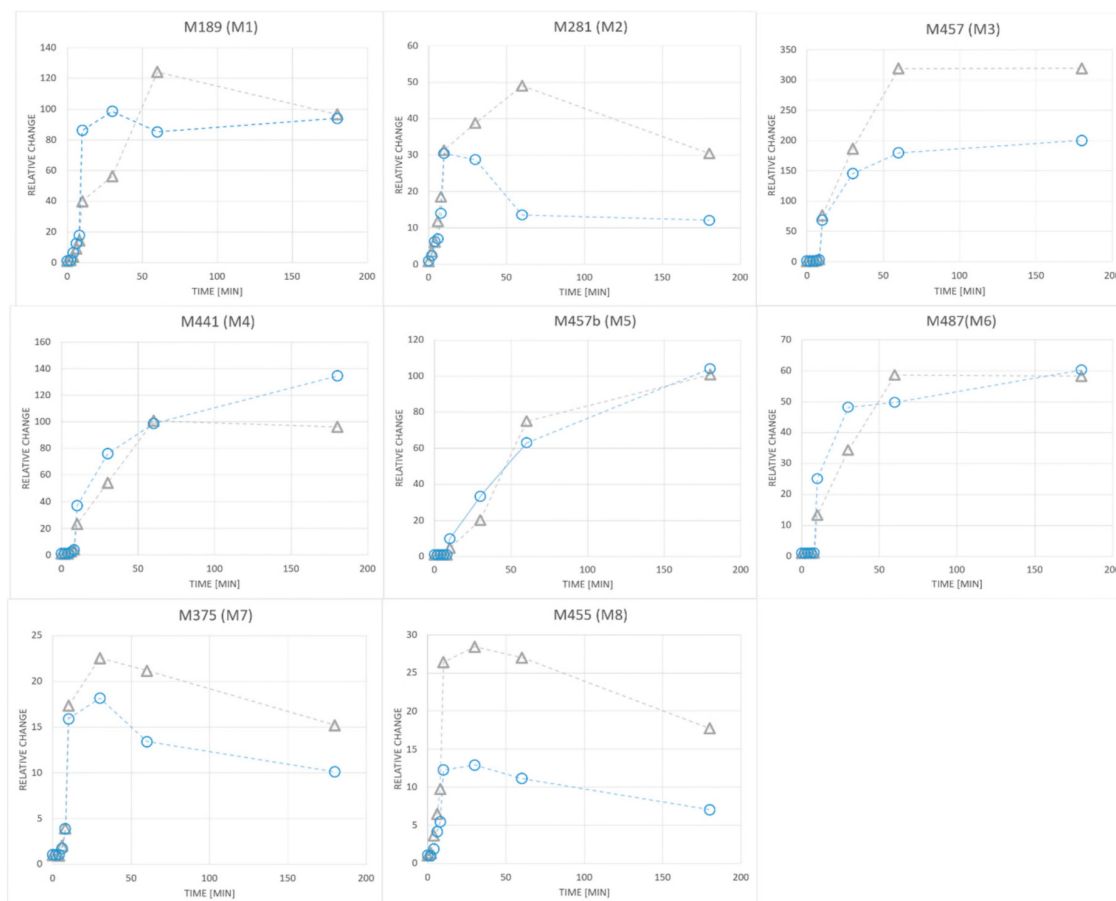 M189 (M1)
140
120
100
80
60
40
20
0
RELATIVE CHANGE
0 50 100 150 200
TIME [MIN]
M281 (M2)
60
50
40
30
20
10
0
RELATIVE CHANGE
0 50 100 150 200
TIME [MIN]
M457 (M3)
350
300
250
200
150
100
50
0
RELATIVE CHANGE
0 50 100 150 200
TIME [MIN]
M441 (M4)
160
140
120
100
80
60
40
20
0
RELATIVE CHANGE
0 50 100 150 200
TIME [MIN]
M457b (M5)
120
100
80
60
40
20
0
RELATIVE CHANGE
0 50 100 150 200
TIME [MIN]
M487(M6)
70
60
50
40
30
20
10
0
RELATIVE CHANGE
0 50 100 150 200
TIME [MIN]
M375 (M7)
25
20
15
10
5
0
RELATIVE CHANGE
0 50 100 150 200
TIME [MIN]
M455 (M8)
30
25
20
15
10
5
0
RELATIVE CHANGE
0 50 100 150 200
TIME [MIN]